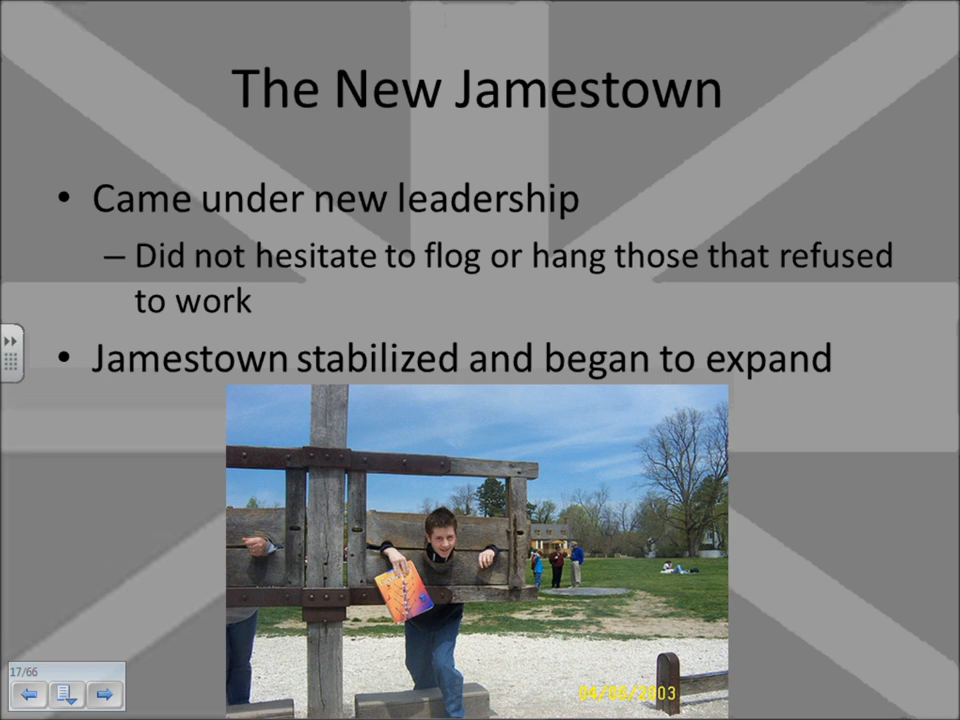 The New Jamestown
• Came under new leadership
– Did not hesitate to flog or hang those that refused
to work
• Jamestown stabilized and began to expand
17/66
04/06/2003